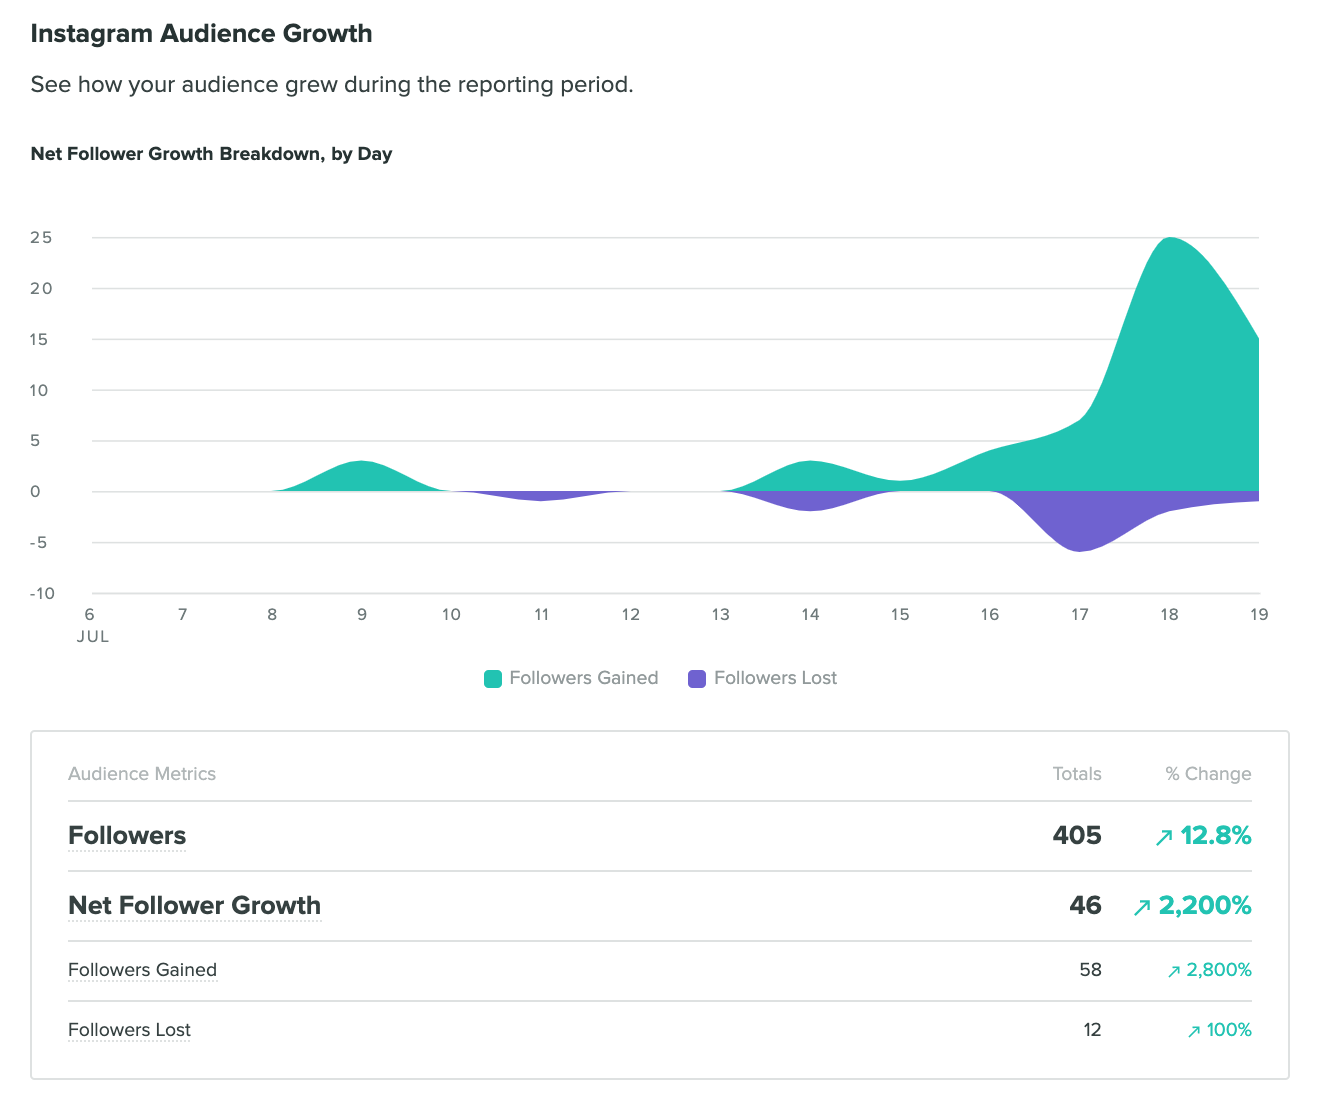 Instagram Audience Growth
See how your audience grew during the reporting period.
Net Follower Growth Breakdown, by Day
25
20
15
10
5
0
-5
-10
6 7 8 9 10 11 12 13 14 15 16 17 18 19
JUL
Followers Gained Followers Lost
Audience Metrics Totals % Change
Followers 405 ↗ 12.8%
Net Follower Growth 46 ↗ 2,200%
Followers Gained 58 ↗ 2,800%
Followers Lost 12 ↗ 100%